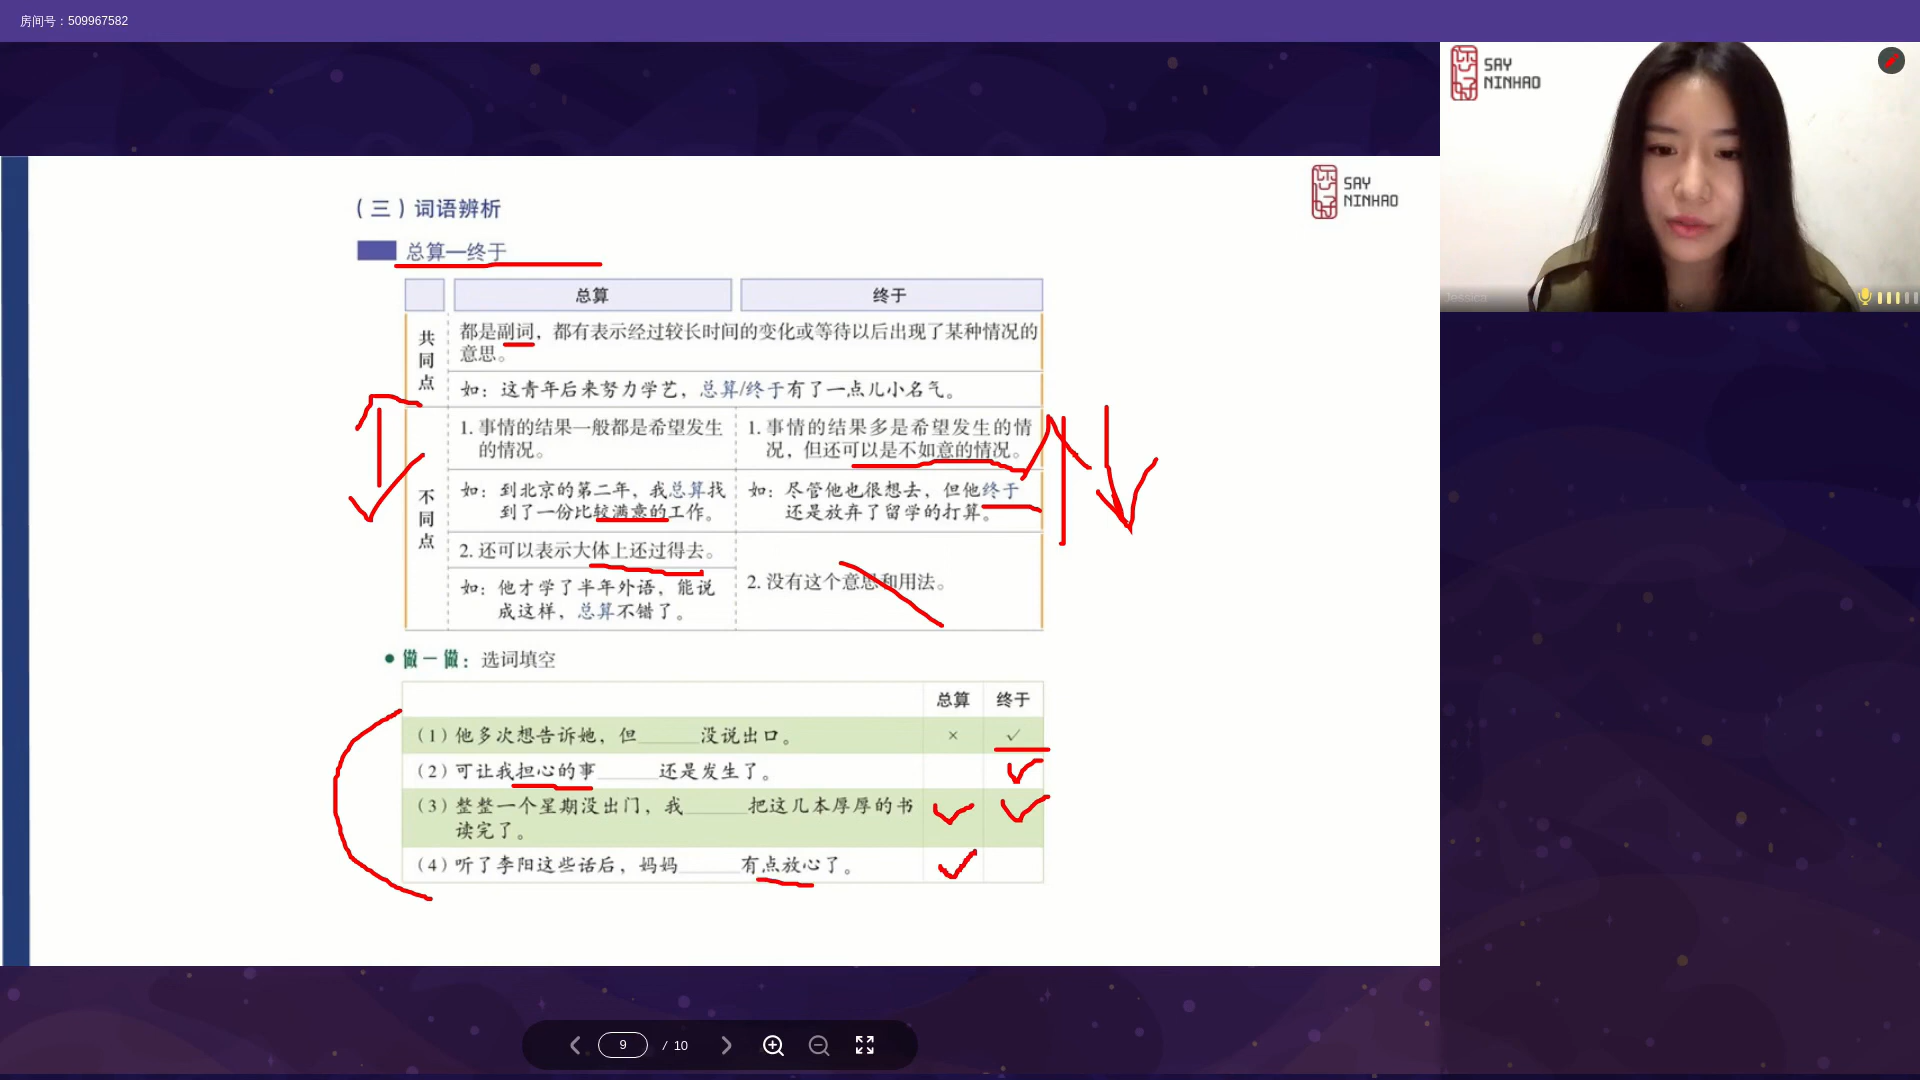 房间号：509967582
SAY
NINHAO
SAY
NINHAO
Jessica
（三）词语辨析
总算—终于
总算 终于
共同点
都是副词，都有表示经过较长时间的变化或等待以后出现了某种情况的
意思。
如：这青年后来努力学艺，总算/终于有了一点儿小名气。
不同点
1. 事情的结果一般都是希望发生
的情况。
1. 事情的结果多是希望发生的情
况，但还可以是不如意的情况。
如：到北京的第二年，我总算找
到了一份比较满意的工作。
如：尽管他也很想去，但他终于
还是放弃了留学的打算。
2. 还可以表示大体上还过得去。
如：他才学了半年外语，能说
成这样，总算不错了。
2. 没有这个意思和用法。
● 做一做：选词填空
总算 终于
（1）他多次想告诉她，但______没说出口。 × ✓
（2）可让我担心的事______还是发生了。 ✓
（3）整整一个星期没出门，我______把这几本厚厚的书 ✓ ✓
读完了。
（4）听了李阳这些话后，妈妈______有点放心了。 ✓
9 / 10